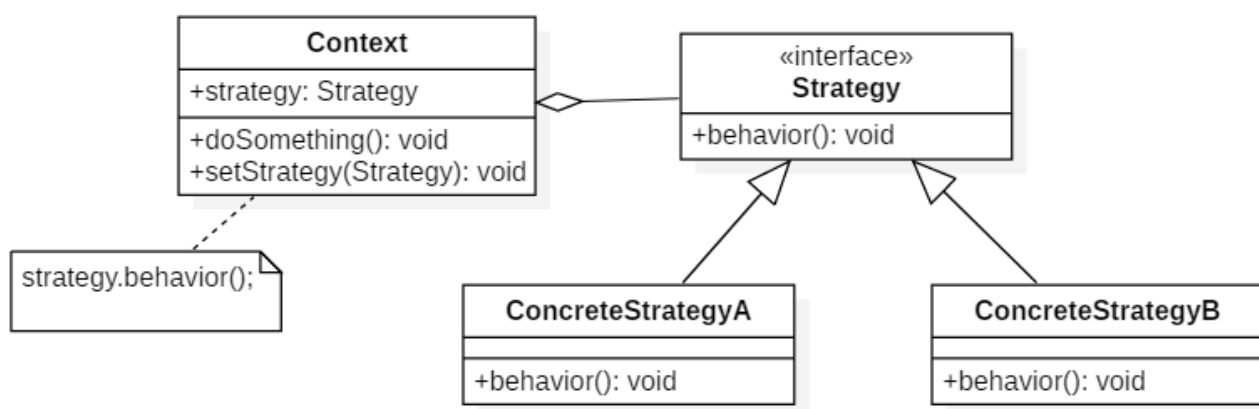 Context
+strategy: Strategy
+doSomething(): void
+setStrategy(Strategy): void
«interface»
Strategy
+behavior(): void
strategy.behavior();
ConcreteStrategyA
+behavior(): void
ConcreteStrategyB
+behavior(): void